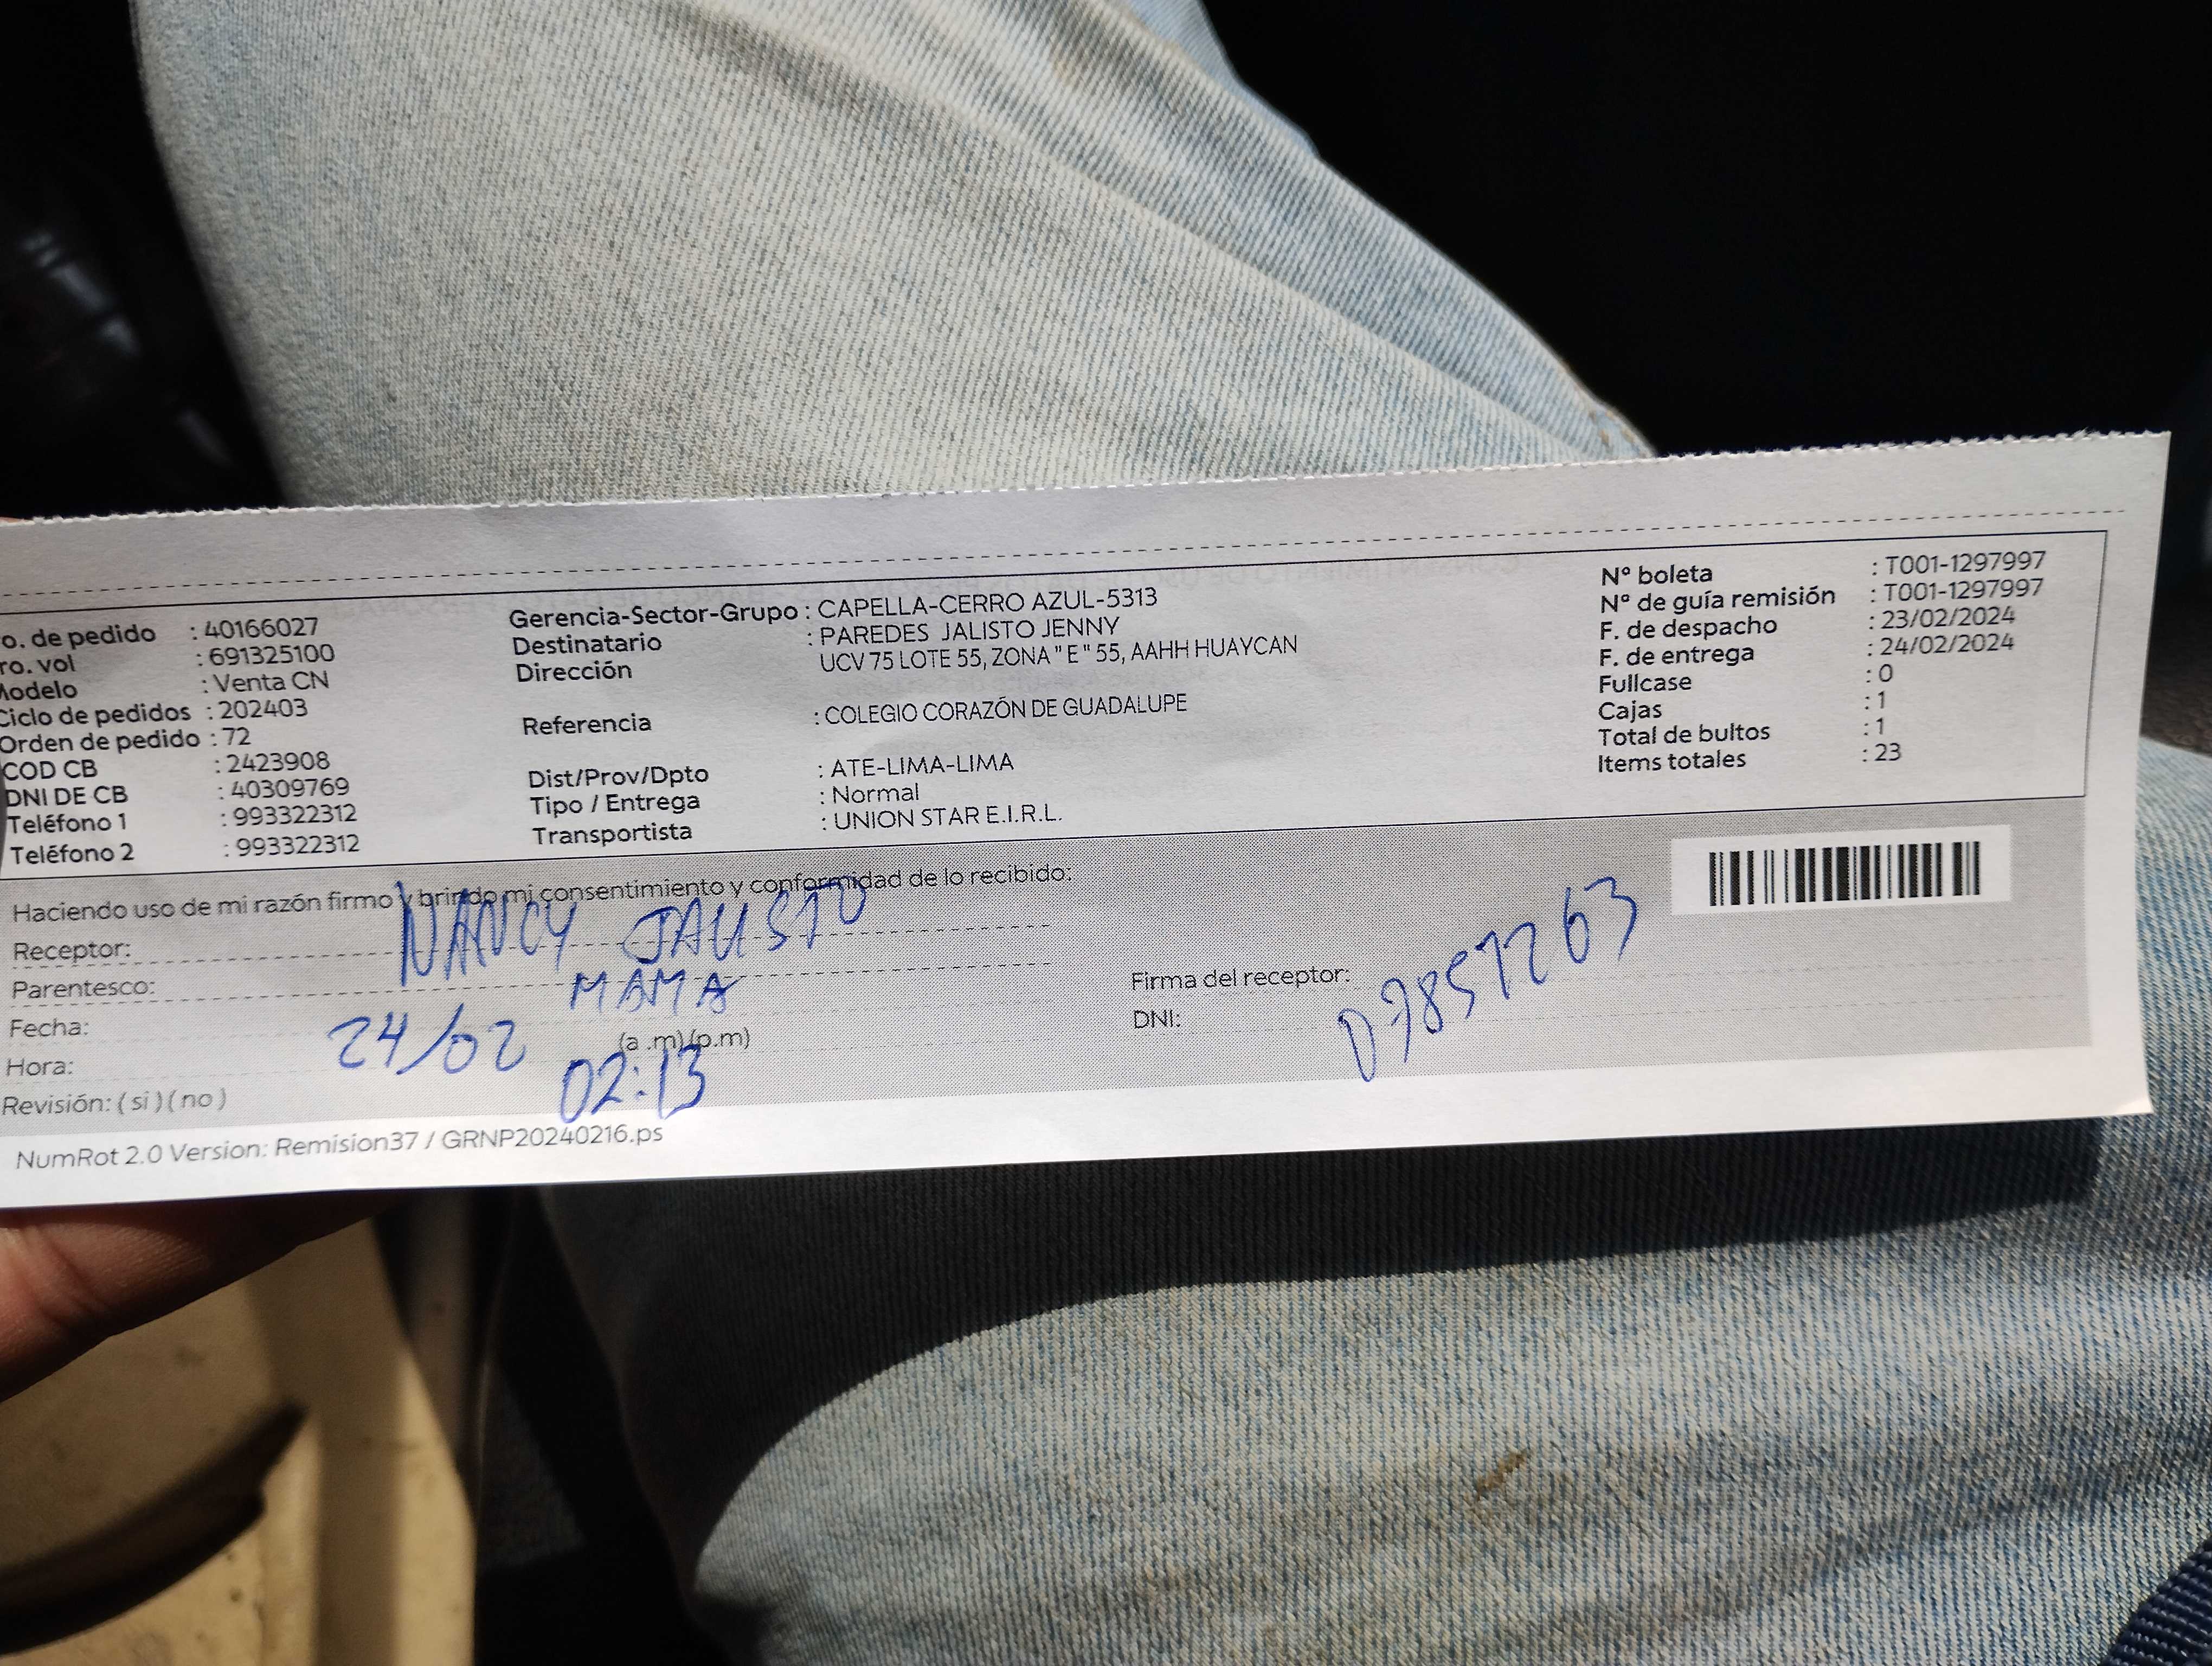 ro. de pedido : 40166027
ro. vol : 691325100
Modelo : Venta CN
Ciclo de pedidos : 202403
Orden de pedido : 72
COD CB : 2423908
DNI DE CB : 40309769
Teléfono 1 : 993322312
Teléfono 2 : 993322312
Gerencia-Sector-Grupo : CAPELLA-CERRO AZUL-5313
Destinatario : PAREDES JALISTO JENNY
Dirección UCV 75 LOTE 55, ZONA " E " 55, AAHH HUAYCAN
Referencia : COLEGIO CORAZÓN DE GUADALUPE
Dist/Prov/Dpto : ATE-LIMA-LIMA
Tipo / Entrega : Normal
Transportista : UNION STAR E.I.R.L.
N° boleta : T001-1297997
N° de guía remisión : T001-1297997
F. de despacho : 23/02/2024
F. de entrega : 24/02/2024
Fullcase : 0
Cajas : 1
Total de bultos : 1
Items totales : 23
Haciendo uso de mi razón firmo y brindo mi consentimiento y conformidad de lo recibido:
Receptor: NANCY
Parentesco: MAMA
Fecha: 24/02
Hora: (a .m)(p.m) 02:13
Revisión: ( si ) ( no )
Firma del receptor:
DNI:
NumRot 2.0 Version: Remision37 / GRNP20240216.ps